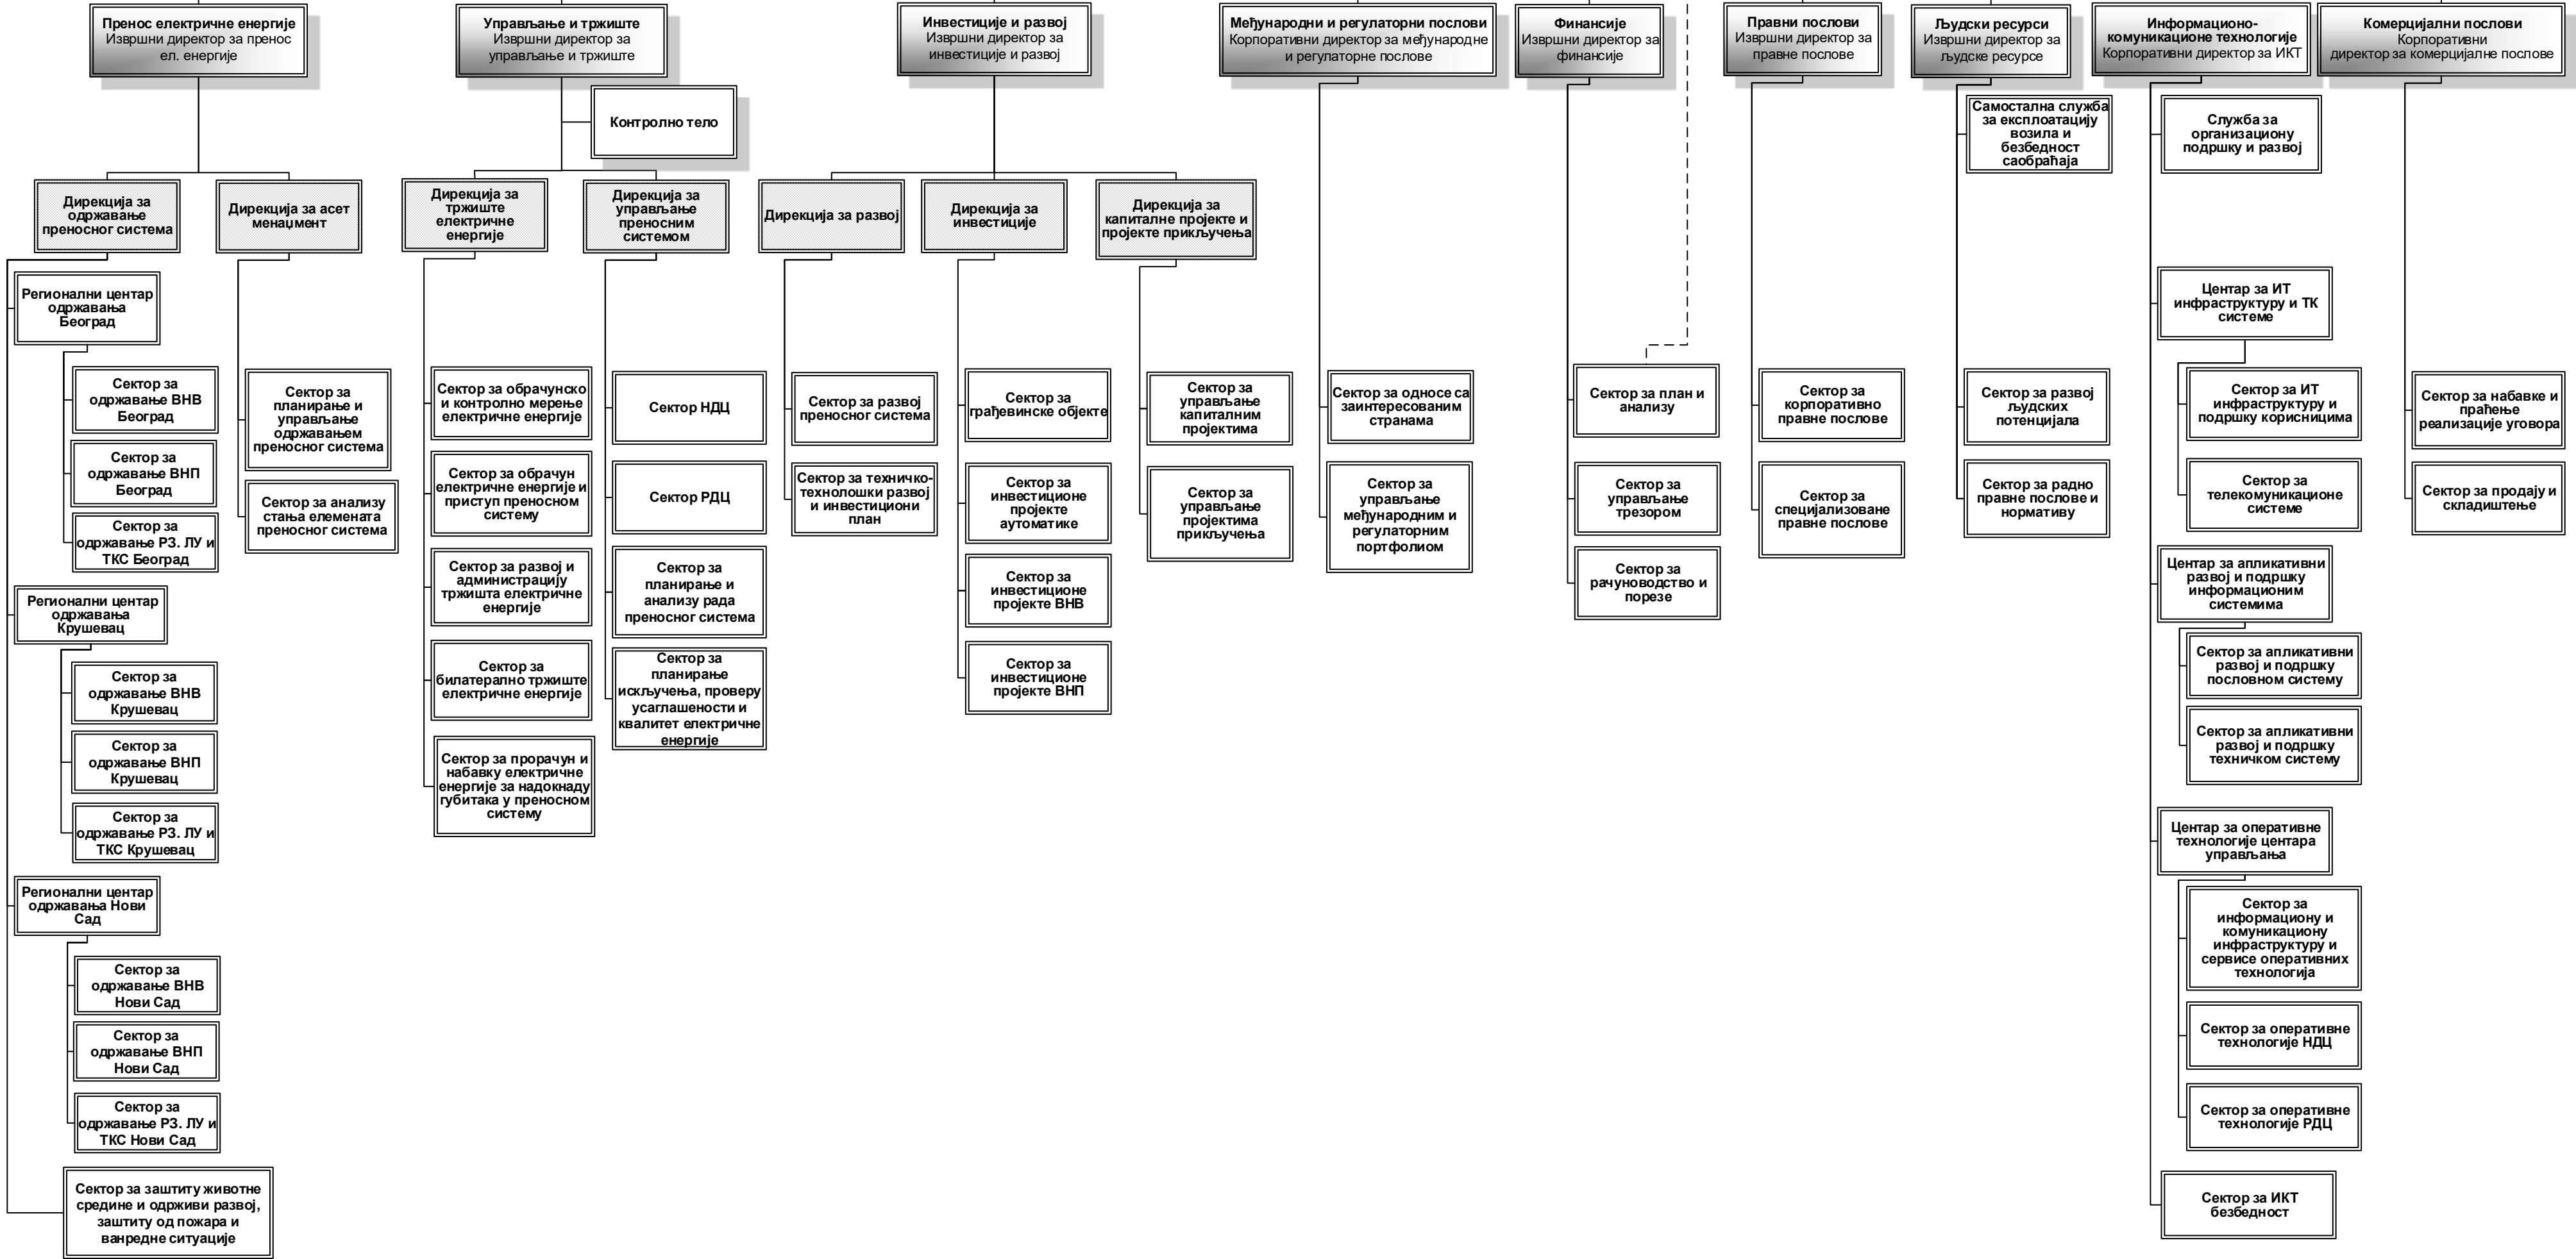 Пренос електричне енергије
Извршни директор за пренос
ел. енергије
Управљање и тржиште
Извршни директор за
управљање и тржиште
Инвестиције и развој
Извршни директор за
инвестиције и развој
Међународни и регулаторни послови
Корпоративни директор за међународне
и регулаторне послове
Финансије
Извршни директор за
финансије
Правни послови
Извршни директор за
правне послове
Људски ресурси
Извршни директор за
људске ресурсе
Информационо-
комуникационе технологије
Корпоративни директор за ИКТ
Комерцијални послови
Корпоративни
директор за комерцијалне послове
Контролно тело
Самостална служба
за експлоатацију
возила и
безбедност
саобраћаја
Служба за
организациону
подршку и развој
Дирекција за
одржавање
преносног система
Дирекција за асет
менаџмент
Дирекција за
тржиште
електричне
енергије
Дирекција за
управљање
преносним
системом
Дирекција за развој
Дирекција за
инвестиције
Дирекција за
капиталне пројекте и
пројекте прикључења
Регионални центар
одржавања
Београд
Сектор за
одржавање ВНВ
Београд
Сектор за
одржавање ВНП
Београд
Сектор за
одржавање РЗ. ЛУ и
ТКС Београд
Регионални центар
одржавања
Крушевац
Сектор за
одржавање ВНВ
Крушевац
Сектор за
одржавање ВНП
Крушевац
Сектор за
одржавање РЗ. ЛУ и
ТКС Крушевац
Регионални центар
одржавања Нови
Сад
Сектор за
одржавање ВНВ
Нови Сад
Сектор за
одржавање ВНП
Нови Сад
Сектор за
одржавање РЗ. ЛУ и
ТКС Нови Сад
Сектор за заштиту животне
средине и одрживи развој,
заштиту од пожара и
ванредне ситуације
Сектор за
планирање и
управљање
одржавањем
преносног система
Сектор за анализу
стања елемената
преносног система
Сектор за обрачунско
и контролно мерење
електричне енергије
Сектор за обрачун
електричне енергије и
приступ преносном
систему
Сектор за развој и
администрацију
тржишта електричне
енергије
Сектор за
билатерално тржиште
електричне енергије
Сектор за прорачун и
набавку електричне
енергије за надокнаду
губитака у преносном
систему
Сектор НДЦ
Сектор РДЦ
Сектор за
планирање и
анализу рада
преносног система
Сектор за
планирање
искључења, проверу
усаглашености и
квалитет електричне
енергије
Сектор за развој
преносног система
Сектор за техничко-
технолошки развој
и инвестициони
план
Сектор за
грађевинске објекте
Сектор за
инвестиционе
пројекте
аутоматике
Сектор за
инвестиционе
пројекте ВНВ
Сектор за
инвестиционе
пројекте ВНП
Сектор за
управљање
капиталним
пројектима
Сектор за
управљање
пројектима
прикључења
Сектор за односе са
заинтересованим
странама
Сектор за
управљање
међународним и
регулаторним
портфолиом
Сектор за план и
анализу
Сектор за
управљање
трезором
Сектор за
рачуноводство и
порезе
Сектор за
корпоративно
правне послове
Сектор за
специјализоване
правне послове
Сектор за развој
људских
потенцијала
Сектор за радно
правне послове и
нормативу
Центар за ИТ
инфраструктуру и ТК
системе
Сектор за ИТ
инфраструктуру и
подршку корисницима
Сектор за
телекомуникационе
системе
Центар за апликативни
развој и подршку
информационим
системима
Сектор за апликативни
развој и подршку
пословном систему
Сектор за апликативни
развој и подршку
техничком систему
Центар за оперативне
технологије центара
управљања
Сектор за
информациону и
комуникациону
инфраструктуру и
сервисе оперативних
технологија
Сектор за оперативне
технологије НДЦ
Сектор за оперативне
технологије РДЦ
Сектор за ИКТ
безбедност
Сектор за набавке и
праћење
реализације уговора
Сектор за продају и
складиштење